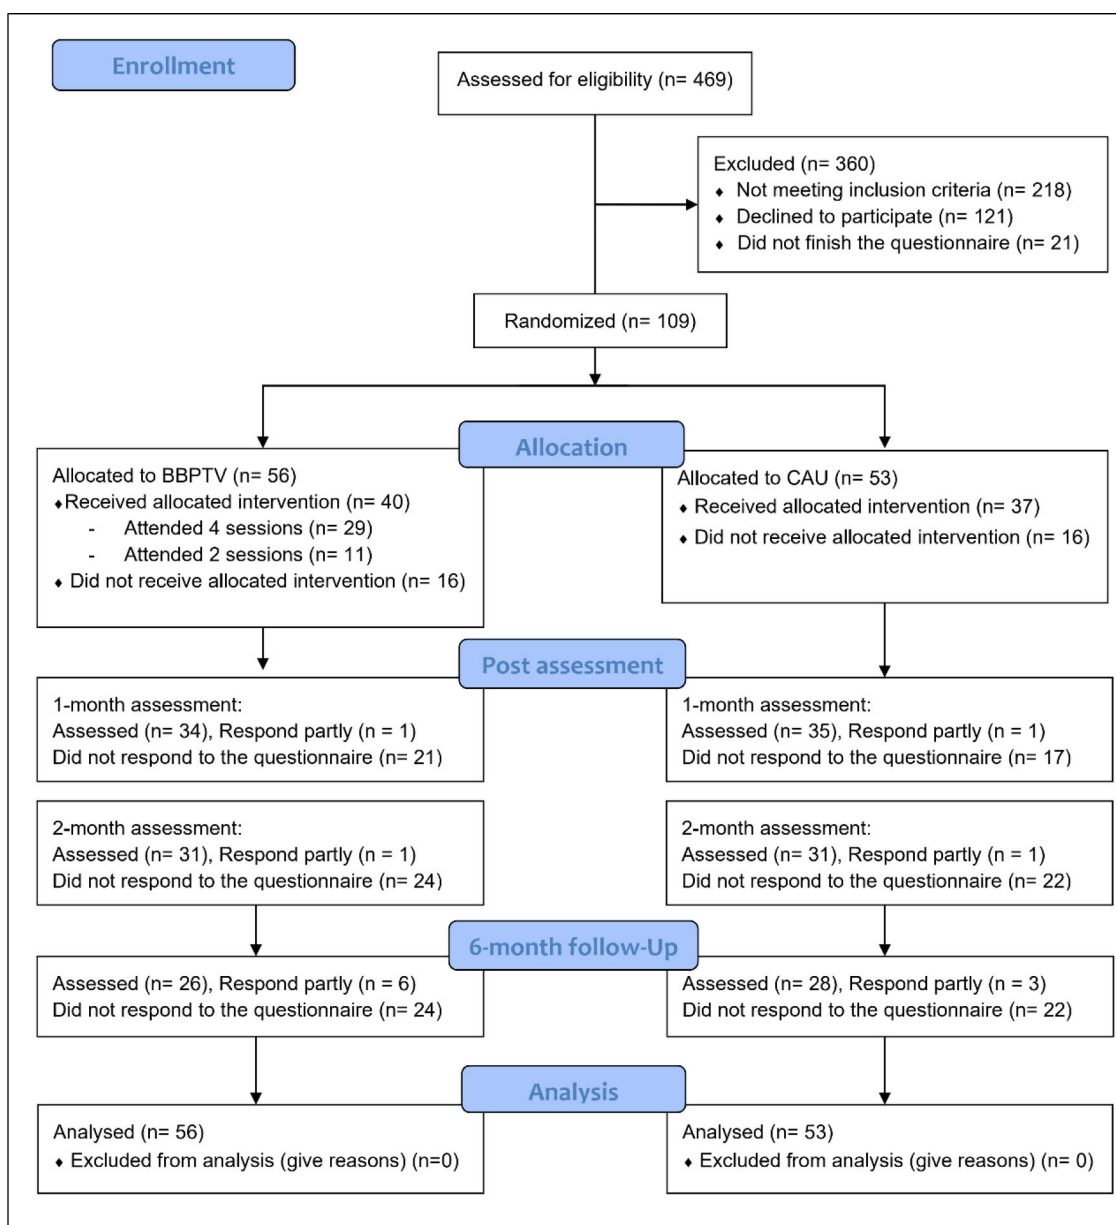 Enrollment
Assessed for eligibility (n= 469)
Excluded (n= 360)
♦ Not meeting inclusion criteria (n= 218)
♦ Declined to participate (n= 121)
♦ Did not finish the questionnaire (n= 21)
Randomized (n= 109)
Allocation
Allocated to BBPTV (n= 56)
♦Received allocated intervention (n= 40)
- Attended 4 sessions (n= 29)
- Attended 2 sessions (n= 11)
♦ Did not receive allocated intervention (n= 16)
Allocated to CAU (n= 53)
♦ Received allocated intervention (n= 37)
♦ Did not receive allocated intervention (n= 16)
Post assessment
1-month assessment:
Assessed (n= 34), Respond partly (n = 1)
Did not respond to the questionnaire (n= 21)
1-month assessment:
Assessed (n= 35), Respond partly (n = 1)
Did not respond to the questionnaire (n= 17)
2-month assessment:
Assessed (n= 31), Respond partly (n = 1)
Did not respond to the questionnaire (n= 24)
2-month assessment:
Assessed (n= 31), Respond partly (n = 1)
Did not respond to the questionnaire (n= 22)
6-month follow-Up
Assessed (n= 26), Respond partly (n = 6)
Did not respond to the questionnaire (n= 24)
Assessed (n= 28), Respond partly (n = 3)
Did not respond to the questionnaire (n= 22)
Analysis
Analysed (n= 56)
♦ Excluded from analysis (give reasons) (n=0)
Analysed (n= 53)
♦ Excluded from analysis (give reasons) (n= 0)